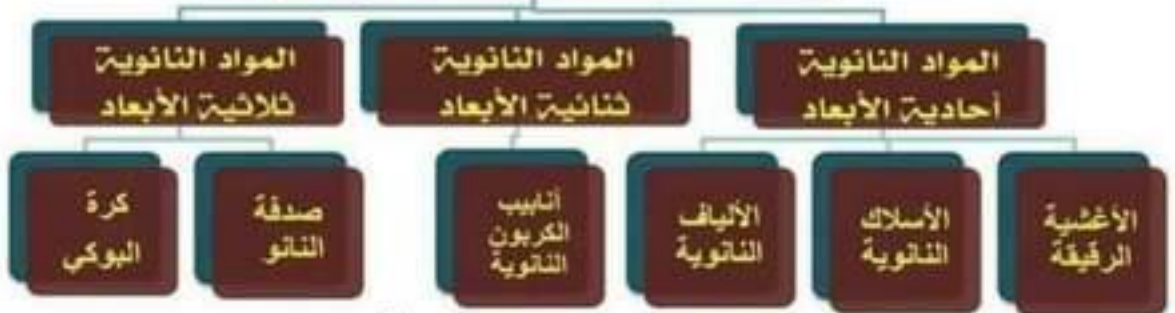 المواد النانوية
أحادية الأبعاد
المواد النانوية
ثنائية الأبعاد
المواد النانوية
ثلاثية الأبعاد
الأغشية
الرقيقة
الأسلاك
النانوية
الألياف
النانوية
أنابيب
الكربون
النانوية
صدفة
النانو
كرة
البوكي